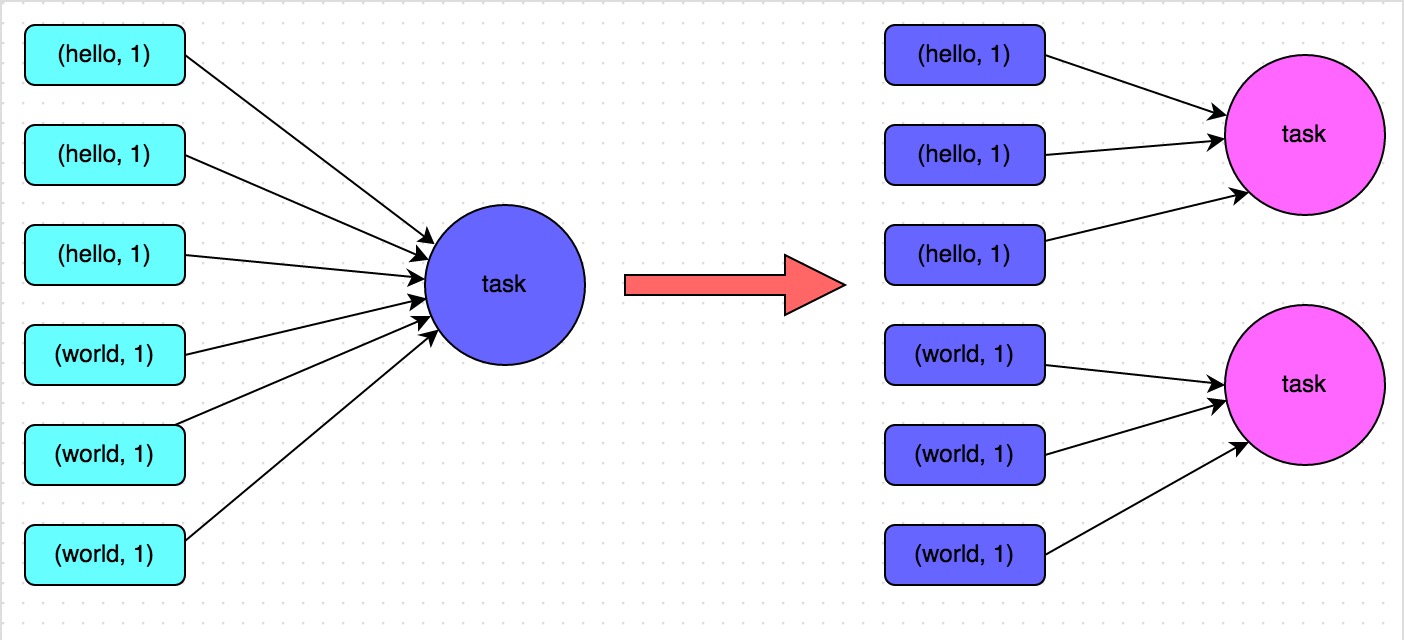 (hello, 1)
(hello, 1)
(hello, 1)
(world, 1)
(world, 1)
(world, 1)
task
(hello, 1)
(hello, 1)
(hello, 1)
(world, 1)
(world, 1)
(world, 1)
task
task